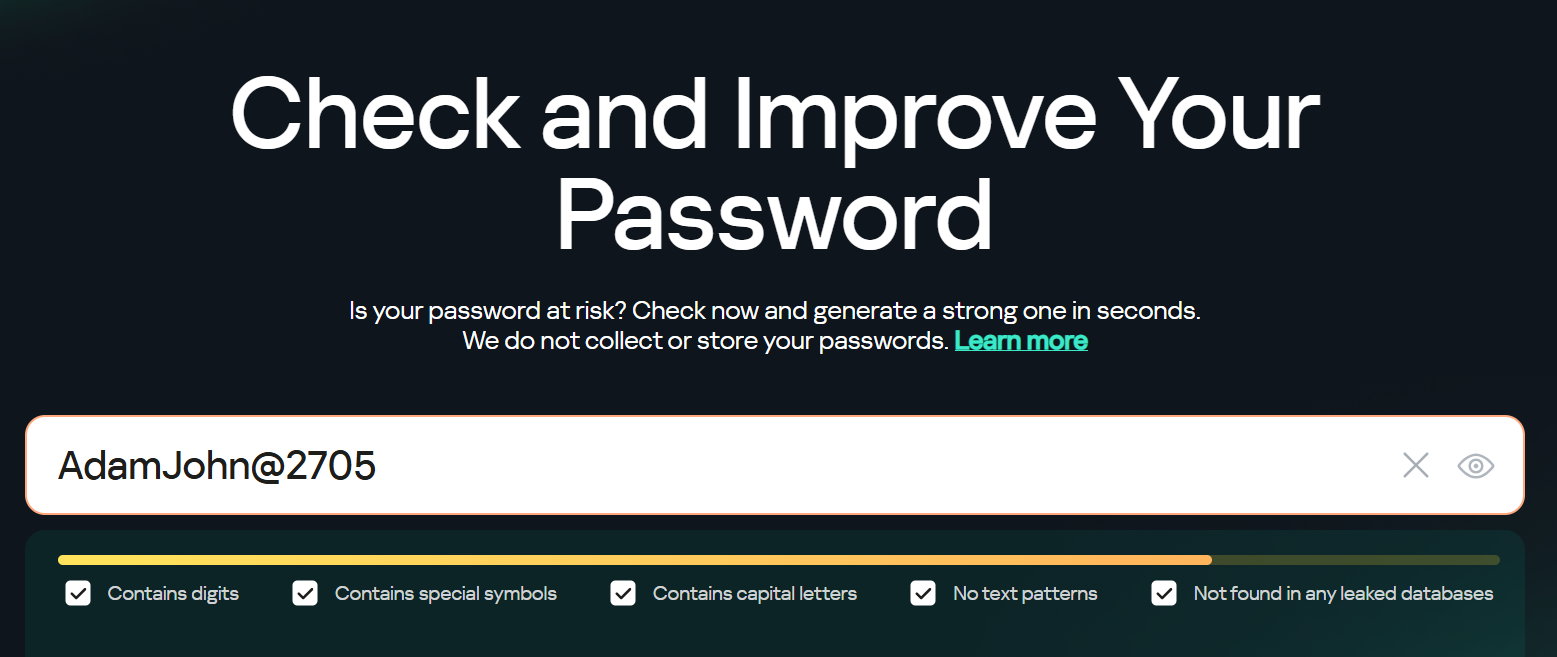 Check and Improve Your
Password
Is your password at risk? Check now and generate a strong one in seconds.
We do not collect or store your passwords. Learn more
AdamJohn@2705
Contains digits Contains special symbols Contains capital letters No text patterns Not found in any leaked databases